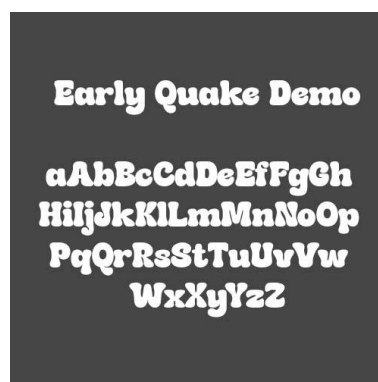 Early Quake Demo
aAbBcCdDeEfFgGh
HiIjJkKlLmMnNoOp
PqQrRsStTuUvVw
WxXyYzZ